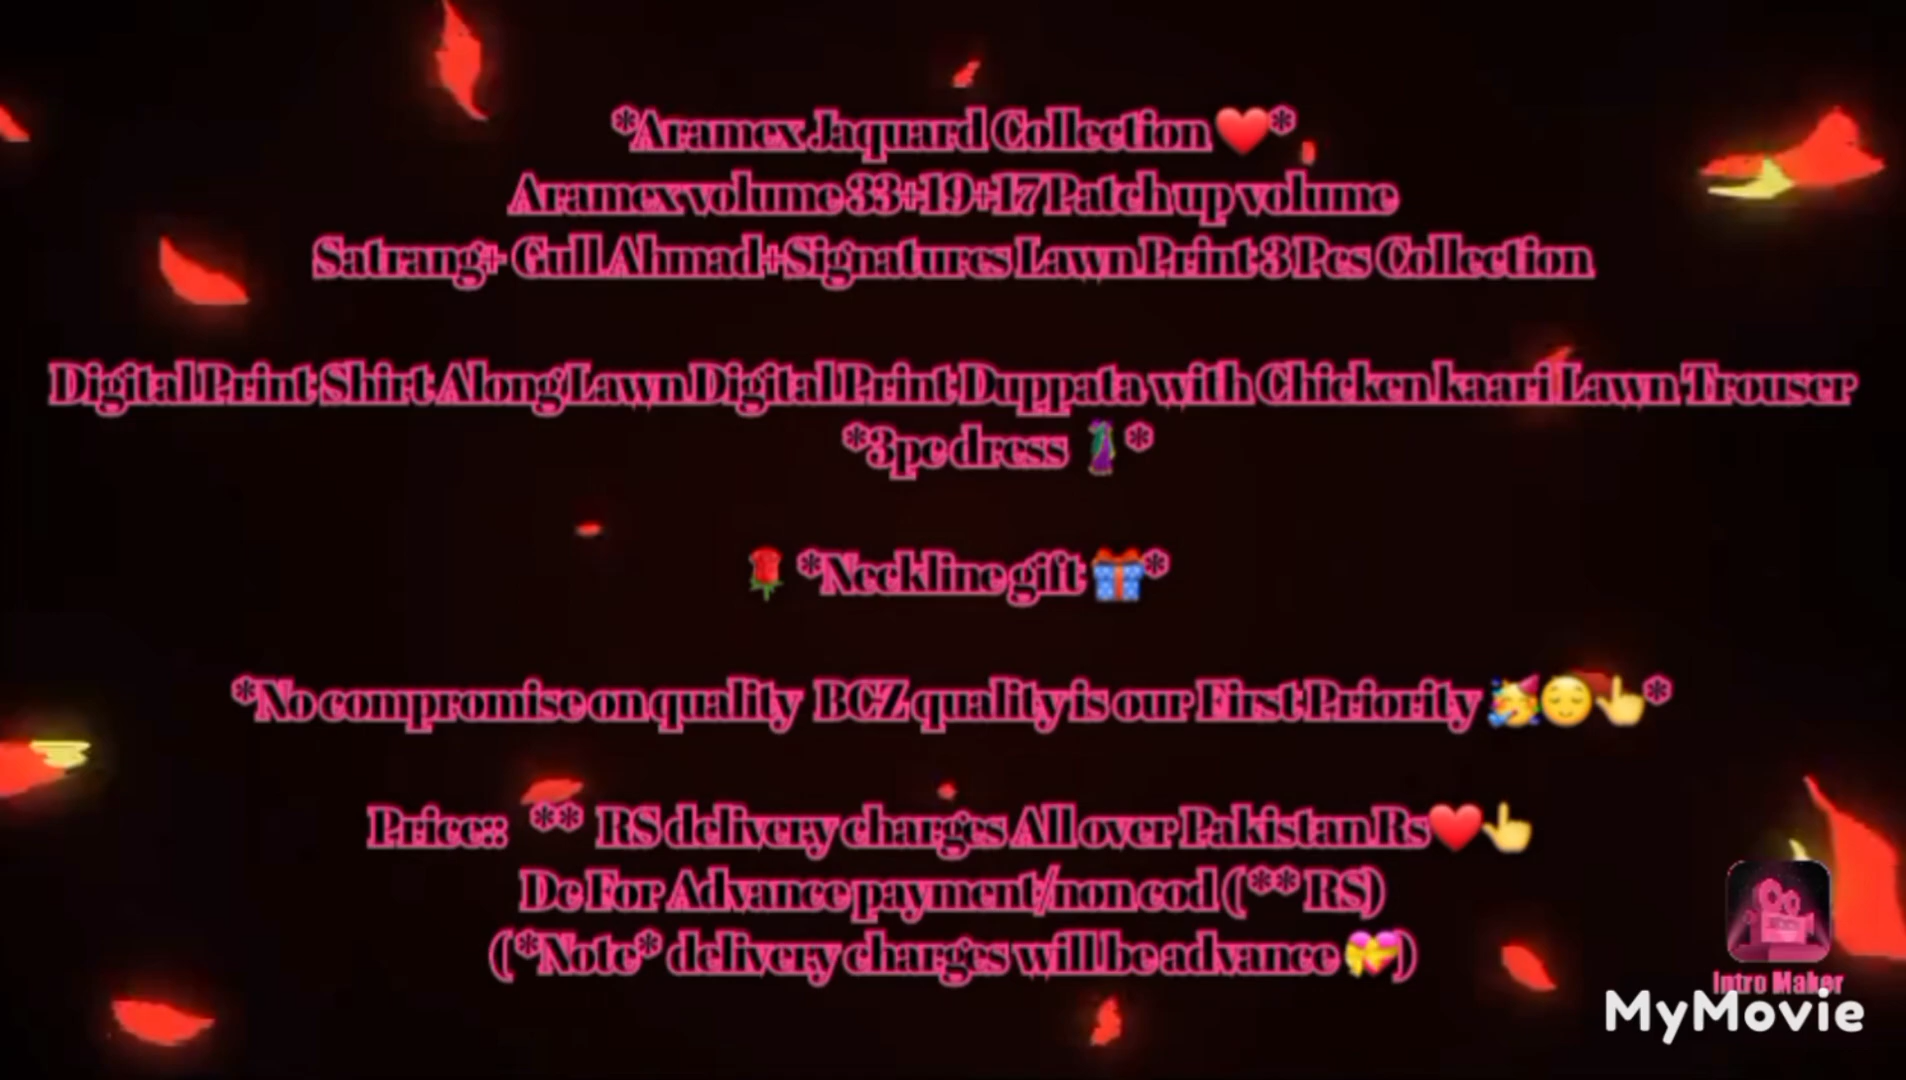 *Aramex Jaquard Collection ❤️*
Aramex volume 33+19+17 Patch up volume
Satrang+ Gull Ahmad+Signatures Lawn Print 3 Pcs Collection
Digital Print Shirt Along Lawn Digital Print Duppata with Chicken kaari Lawn Trouser
*3pc dress 🥻*
🌹 *Neckline gift 🎁*
*No compromise on quality BCZ quality is our First Priority 🥳😌👆*
Price:: ** RS delivery charges All over Pakistan Rs❤️👆
Dc For Advance payment/non cod (** RS)
(*Note* delivery charges will be advance 💝)
Intro Maker
MyMovie